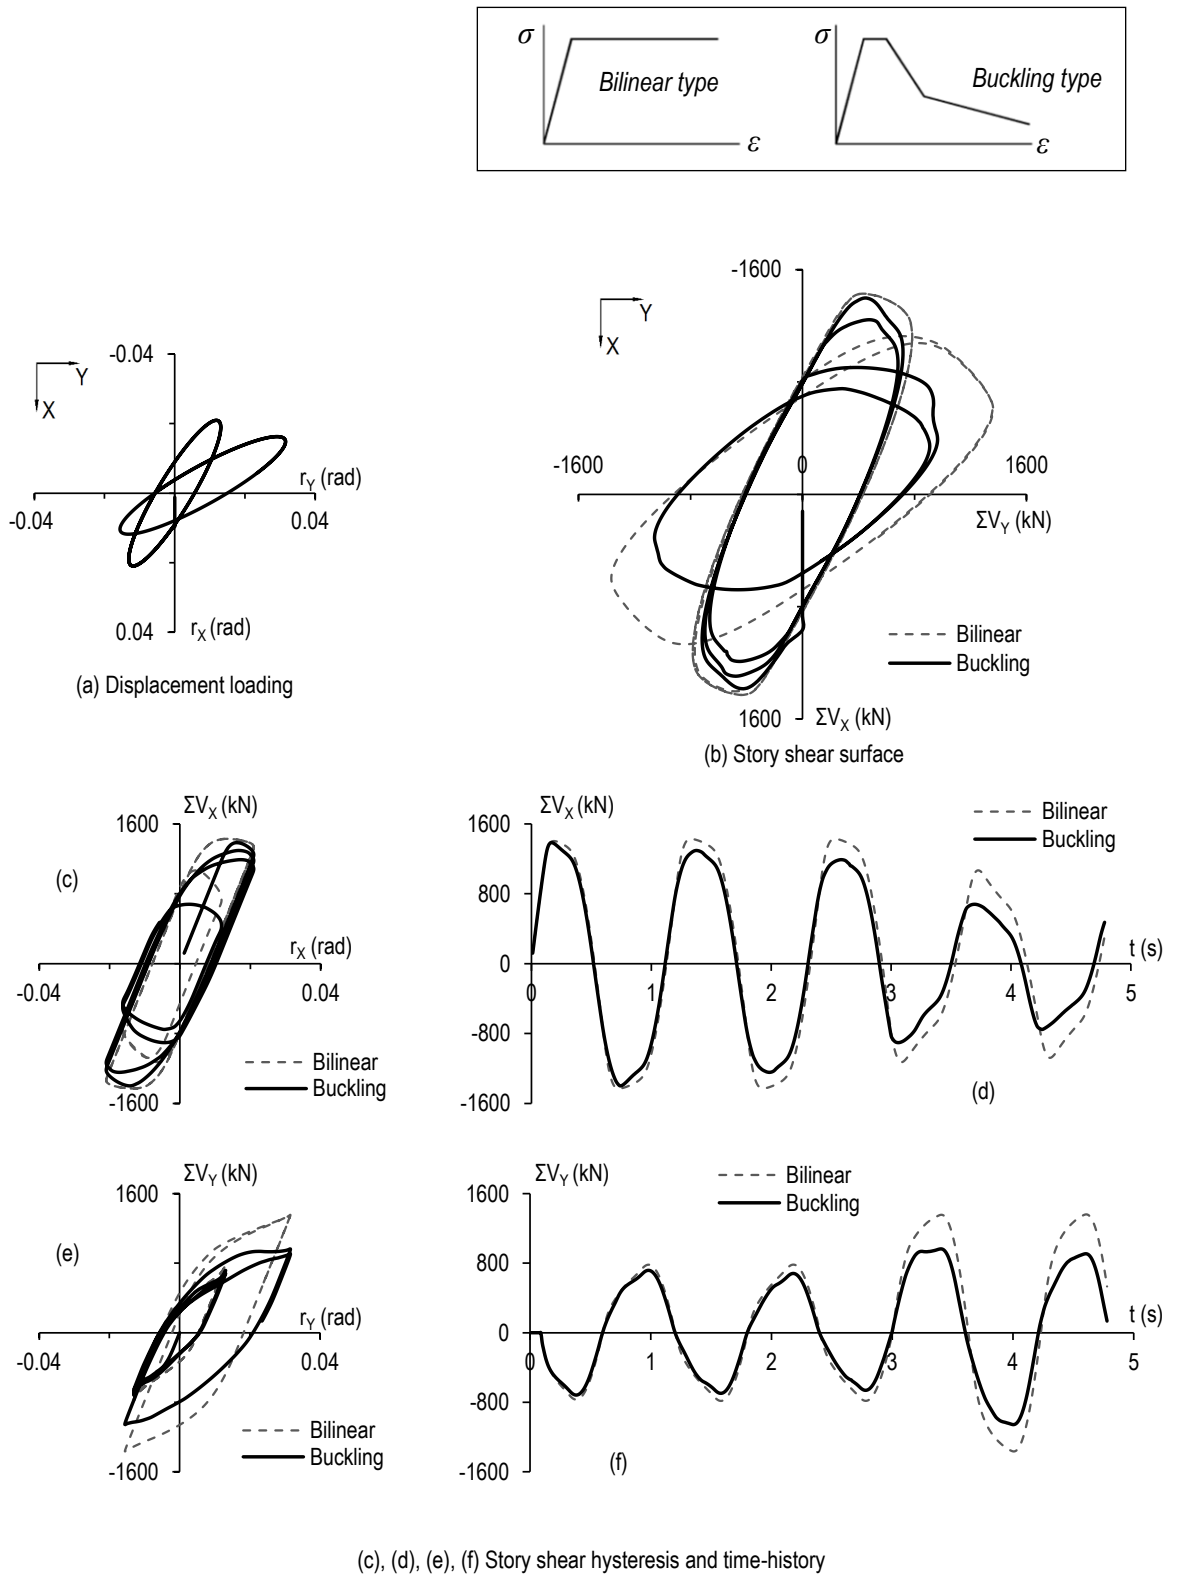 σ
Bilinear type
ε
σ
Buckling type
ε
Y
X
-0.04
r_Y (rad)
-0.04
0.04
0.04
r_X (rad)
(a) Displacement loading
Y
X
-1600
-1600
0
1600
ΣV_Y (kN)
Bilinear
Buckling
1600
ΣV_X (kN)
(b) Story shear surface
ΣV_X (kN)
1600
(c)
r_X (rad)
-0.04
0.04
Bilinear
Buckling
-1600
ΣV_X (kN)
1600
Bilinear
Buckling
800
t (s)
0
0
1
2
3
4
5
-800
(d)
-1600
ΣV_Y (kN)
1600
(e)
r_Y (rad)
-0.04
0.04
Bilinear
Buckling
-1600
ΣV_Y (kN)
Bilinear
Buckling
1600
800
t (s)
0
0
1
2
3
4
5
-800
(f)
-1600
(c), (d), (e), (f) Story shear hysteresis and time-history